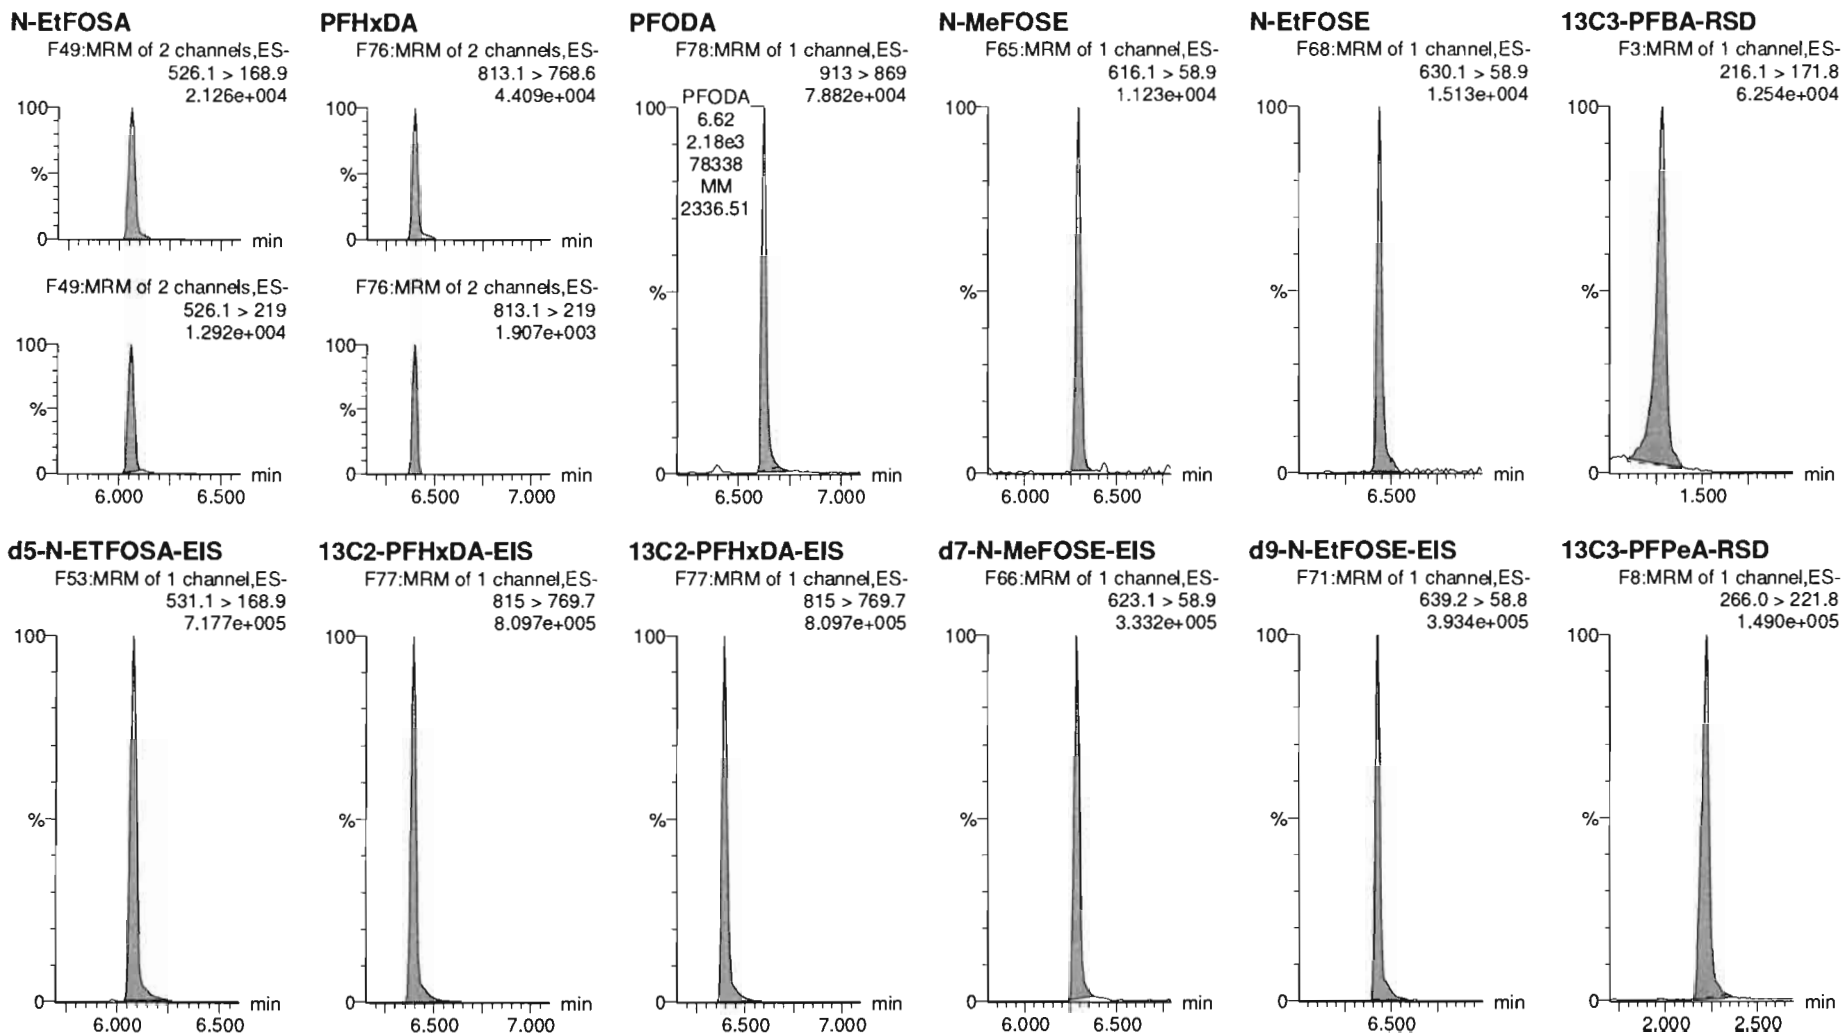 N-EtFOSA
F49:MRM of 2 channels,ES-
526.1 > 168.9
2.126e+004
100
%
0
min
F49:MRM of 2 channels,ES-
526.1 > 219
1.292e+004
100
%
0
min
6.000 6.500
PFHxDA
F76:MRM of 2 channels,ES-
813.1 > 768.6
4.409e+004
100
%
0
min
F76:MRM of 2 channels,ES-
813.1 > 219
1.907e+003
100
%
0
min
6.500 7.000
PFODA
F78:MRM of 1 channel,ES-
913 > 869
7.882e+004
100
PFODA
6.62
2.18e3
78338
MM
2336.51
%
0
min
6.500 7.000
N-MeFOSE
F65:MRM of 1 channel,ES-
616.1 > 58.9
1.123e+004
100
%
0
min
6.000 6.500
N-EtFOSE
F68:MRM of 1 channel,ES-
630.1 > 58.9
1.513e+004
100
%
0
min
6.500
13C3-PFBA-RSD
F3:MRM of 1 channel,ES-
216.1 > 171.8
6.254e+004
100
%
0
min
1.500
d5-N-ETFOSA-EIS
F53:MRM of 1 channel,ES-
531.1 > 168.9
7.177e+005
100
%
0
min
6.000 6.500
13C2-PFHxDA-EIS
F77:MRM of 1 channel,ES-
815 > 769.7
8.097e+005
100
%
0
min
6.500 7.000
13C2-PFHxDA-EIS
F77:MRM of 1 channel,ES-
815 > 769.7
8.097e+005
100
%
0
min
6.500 7.000
d7-N-MeFOSE-EIS
F66:MRM of 1 channel,ES-
623.1 > 58.9
3.332e+005
100
%
0
min
6.000 6.500
d9-N-EtFOSE-EIS
F71:MRM of 1 channel,ES-
639.2 > 58.8
3.934e+005
100
%
0
min
6.500
13C3-PFPeA-RSD
F8:MRM of 1 channel,ES-
266.0 > 221.8
1.490e+005
100
%
0
min
2.000 2.500